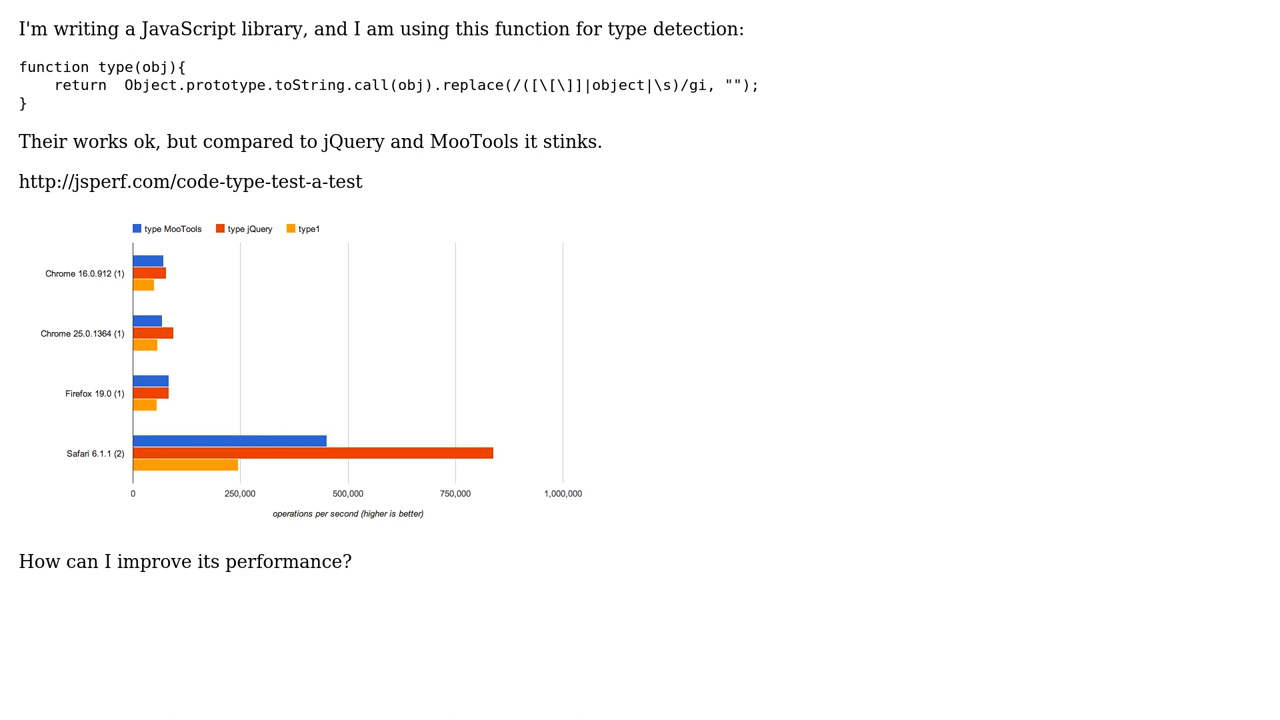 I'm writing a JavaScript library, and I am using this function for type detection:
function type(obj){
    return  Object.prototype.toString.call(obj).replace(/([\[\]]|object|\s)/gi, "");
}
Their works ok, but compared to jQuery and MooTools it stinks.
http://jsperf.com/code-type-test-a-test
type MooTools type jQuery type1
Chrome 16.0.912 (1)
Chrome 25.0.1364 (1)
Firefox 19.0 (1)
Safari 6.1.1 (2)
0 250,000 500,000 750,000 1,000,000
operations per second (higher is better)
How can I improve its performance?